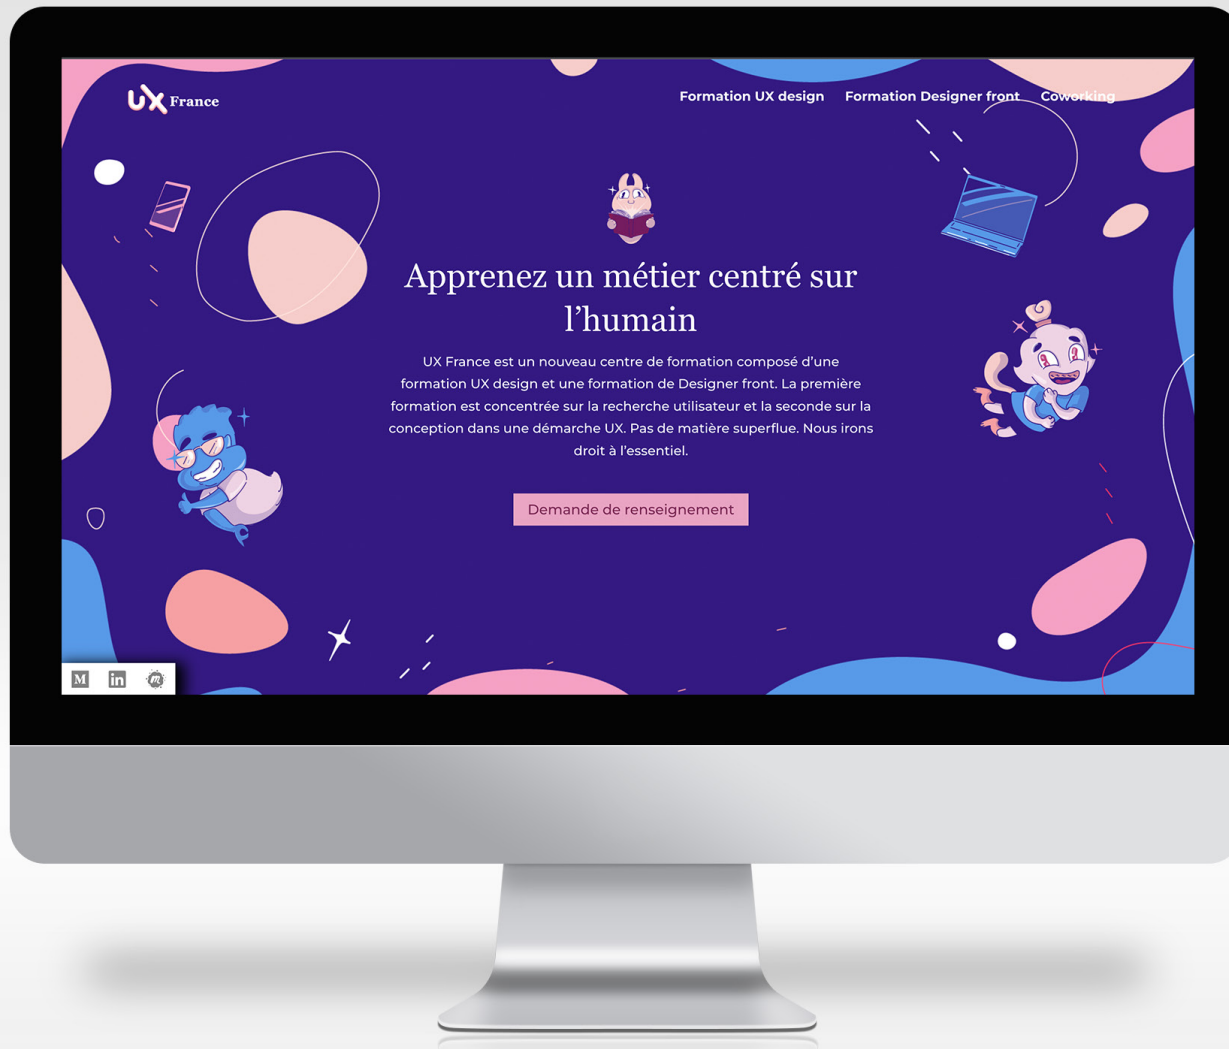 UX France
Formation UX design Formation Designer front Coworking
Apprenez un métier centré sur
l’humain
UX France est un nouveau centre de formation composé d’une
formation UX design et une formation de Designer front. La première
formation est concentrée sur la recherche utilisateur et la seconde sur la
conception dans une démarche UX. Pas de matière superflue. Nous irons
droit à l’essentiel.
Demande de renseignement
M in m